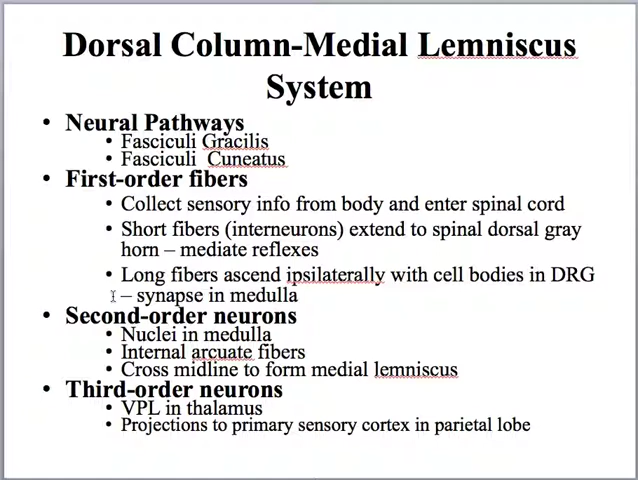 Dorsal Column-Medial Lemniscus
System
• Neural Pathways
• Fasciculi Gracilis
• Fasciculi Cuneatus
• First-order fibers
• Collect sensory info from body and enter spinal cord
• Short fibers (interneurons) extend to spinal dorsal gray
horn – mediate reflexes
• Long fibers ascend ipsilaterally with cell bodies in DRG
– synapse in medulla
• Second-order neurons
• Nuclei in medulla
• Internal arcuate fibers
• Cross midline to form medial lemniscus
• Third-order neurons
• VPL in thalamus
• Projections to primary sensory cortex in parietal lobe